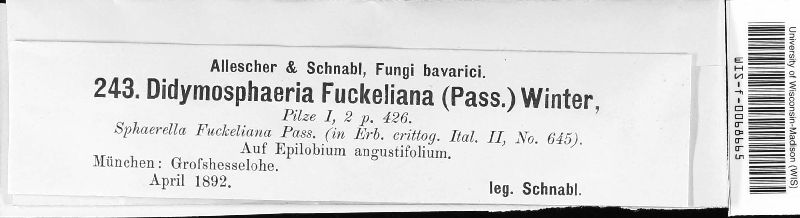 Allescher & Schnabl, Fungi bavarici.
243. Didymosphaeria Fuckeliana (Pass.) Winter,
Pilze I, 2 p. 426.
Sphaerella Fuckeliana Pass. (in Erb. crittog. Ital. II, No. 645).
Auf Epilobium angustifolium.
München: Grofshesselohe.
April 1892.
leg. Schnabl.
University of Wisconsin-Madison (WIS)
WIS-f-0068665